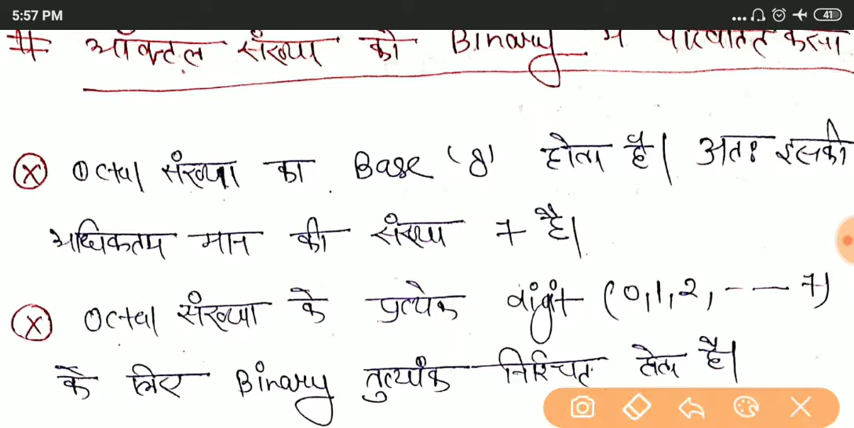 5:57 PM
41
# ऑक्टल संख्या को Binary में परिवर्तित करना
(x) Octal संख्या का Base '8' होता है। अतः इसकी
अधिकतम मान की संख्या 7 है।
(x) Octal संख्या के प्रत्येक digit (0,1,2, - - - 7)
के लिए Binary तुल्यांक निश्चित होता है।